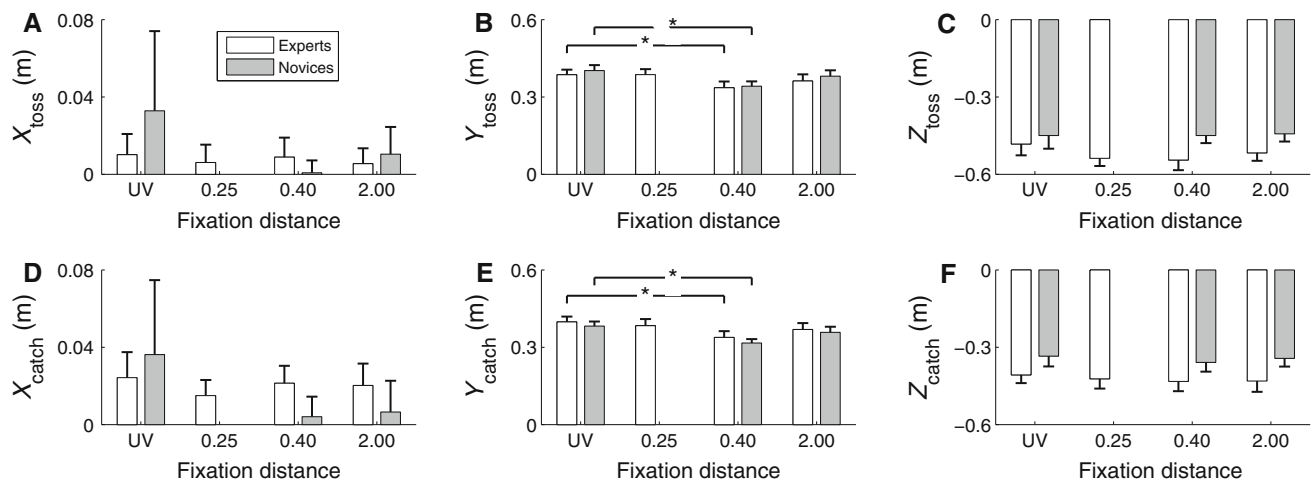 A
0.08
0.04
0
X_toss (m)
Experts
Novices
UV 0.25 0.40 2.00
Fixation distance
B
0.6
0.3
0
Y_toss (m)
*
*
UV 0.25 0.40 2.00
Fixation distance
C
0
−0.3
−0.6
Z_toss (m)
UV 0.25 0.40 2.00
Fixation distance
D
0.08
0.04
0
X_catch (m)
UV 0.25 0.40 2.00
Fixation distance
E
0.6
0.3
0
Y_catch (m)
*
*
UV 0.25 0.40 2.00
Fixation distance
F
0
−0.3
−0.6
Z_catch (m)
UV 0.25 0.40 2.00
Fixation distance